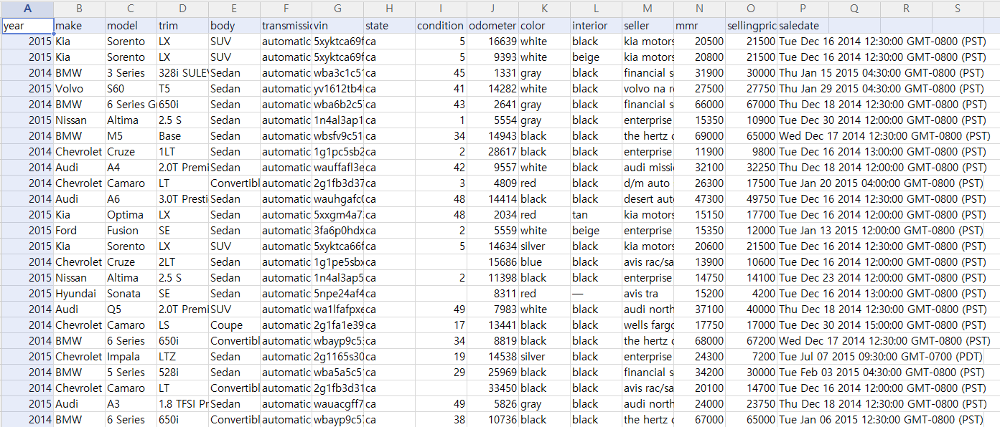 A B C D E F G H I J K L M N O P Q R S
year make model trim body transmissic vin state condition odometer color interior seller mmr sellingpric saledate
2015 Kia Sorento LX SUV automatic 5xyktca69f ca 5 16639 white black kia motors 20500 21500 Tue Dec 16 2014 12:30:00 GMT-0800 (PST)
2015 Kia Sorento LX SUV automatic 5xyktca69f ca 5 9393 white beige kia motors 20800 21500 Tue Dec 16 2014 12:30:00 GMT-0800 (PST)
2014 BMW 3 Series 328i SULEV Sedan automatic wba3c1c51 ca 45 1331 gray black financial s 31900 30000 Thu Jan 15 2015 04:30:00 GMT-0800 (PST)
2015 Volvo S60 T5 Sedan automatic yv1612tb4 ca 41 14282 white black volvo na r 27500 27750 Thu Jan 29 2015 04:30:00 GMT-0800 (PST)
2014 BMW 6 Series G 650i Sedan automatic wba6b2c5 ca 43 2641 gray black financial s 66000 67000 Thu Dec 18 2014 12:30:00 GMT-0800 (PST)
2015 Nissan Altima 2.5 S Sedan automatic 1n4al3ap1 ca 1 5554 gray black enterprise 15350 10900 Tue Dec 30 2014 12:00:00 GMT-0800 (PST)
2014 BMW M5 Base Sedan automatic wbsfv9c51 ca 34 14943 black black the hertz c 69000 65000 Wed Dec 17 2014 12:30:00 GMT-0800 (PST)
2014 Chevrolet Cruze 1LT Sedan automatic 1g1pc5sb2 ca 2 28617 black black enterprise 11900 9800 Tue Dec 16 2014 13:00:00 GMT-0800 (PST)
2014 Audi A4 2.0T Premi Sedan automatic wauffafl3e ca 42 9557 white black audi missi 32100 32250 Thu Dec 18 2014 12:00:00 GMT-0800 (PST)
2014 Chevrolet Camaro LT Convertibl automatic 2g1fb3d37 ca 3 4809 red black d/m auto 26300 17500 Tue Jan 20 2015 04:00:00 GMT-0800 (PST)
2014 Audi A6 3.0T Presti Sedan automatic wauhgafc0 ca 48 14414 black black desert aut 47300 49750 Tue Dec 16 2014 12:30:00 GMT-0800 (PST)
2015 Kia Optima LX Sedan automatic 5xxgm4a7 ca 48 2034 red tan kia motors 15150 17700 Tue Dec 16 2014 12:00:00 GMT-0800 (PST)
2015 Ford Fusion SE Sedan automatic 3fa6p0hdx ca 2 5559 white beige enterprise 15350 12000 Tue Jan 13 2015 12:00:00 GMT-0800 (PST)
2015 Kia Sorento LX SUV automatic 5xyktca66f ca 5 14634 silver black kia motors 20600 21500 Tue Dec 16 2014 12:30:00 GMT-0800 (PST)
2014 Chevrolet Cruze 2LT Sedan automatic 1g1pe5sbx ca 15686 blue black avis rac/sa 13900 10600 Tue Dec 16 2014 12:00:00 GMT-0800 (PST)
2015 Nissan Altima 2.5 S Sedan automatic 1n4al3ap5 ca 2 11398 black black enterprise 14750 14100 Tue Dec 23 2014 12:00:00 GMT-0800 (PST)
2015 Hyundai Sonata SE Sedan automatic 5npe24af4 ca 8311 red — avis tra 15200 4200 Tue Dec 16 2014 13:00:00 GMT-0800 (PST)
2014 Audi Q5 2.0T Premi SUV automatic wa1lfafpxe ca 49 7983 white black audi north 37100 40000 Thu Dec 18 2014 12:30:00 GMT-0800 (PST)
2014 Chevrolet Camaro LS Coupe automatic 2g1fa1e39 ca 17 13441 black black wells fargo 17750 17000 Tue Dec 30 2014 15:00:00 GMT-0800 (PST)
2014 BMW 6 Series 650i Convertibl automatic wbayp9c5 ca 34 8819 black black the hertz c 68000 67200 Wed Dec 17 2014 12:30:00 GMT-0800 (PST)
2015 Chevrolet Impala LTZ Sedan automatic 2g1165s30 ca 19 14538 silver black enterprise 24300 7200 Tue Jul 07 2015 09:30:00 GMT-0700 (PDT)
2014 BMW 5 Series 528i Sedan automatic wba5a5c5 ca 29 25969 black black financial s 34200 30000 Tue Feb 03 2015 04:30:00 GMT-0800 (PST)
2014 Chevrolet Camaro LT Convertibl automatic 2g1fb3d31 ca 33450 black black avis rac/sa 20100 14700 Tue Dec 16 2014 12:00:00 GMT-0800 (PST)
2015 Audi A3 1.8 TFSI Pr Sedan automatic wauacgff7 ca 49 5826 gray black audi north 24000 23750 Thu Dec 18 2014 12:30:00 GMT-0800 (PST)
2014 BMW 6 Series 650i Convertibl automatic wbayp9c5 ca 38 10736 black black the hertz c 67000 65000 Tue Jan 06 2015 12:30:00 GMT-0800 (PST)